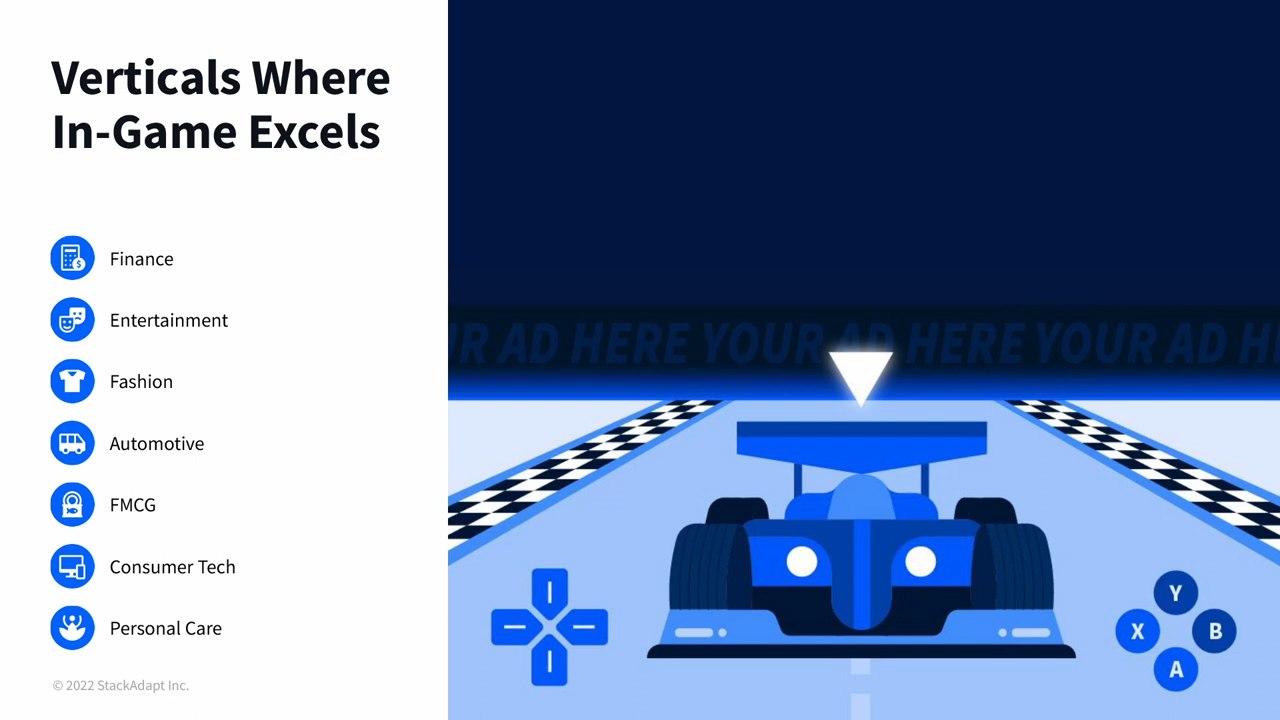 Verticals Where
In-Game Excels
Finance
Entertainment
Fashion
Automotive
FMCG
Consumer Tech
Personal Care
© 2022 StackAdapt Inc.
UR AD HERE YOUR AD HERE YOUR AD H
Y
X B
A